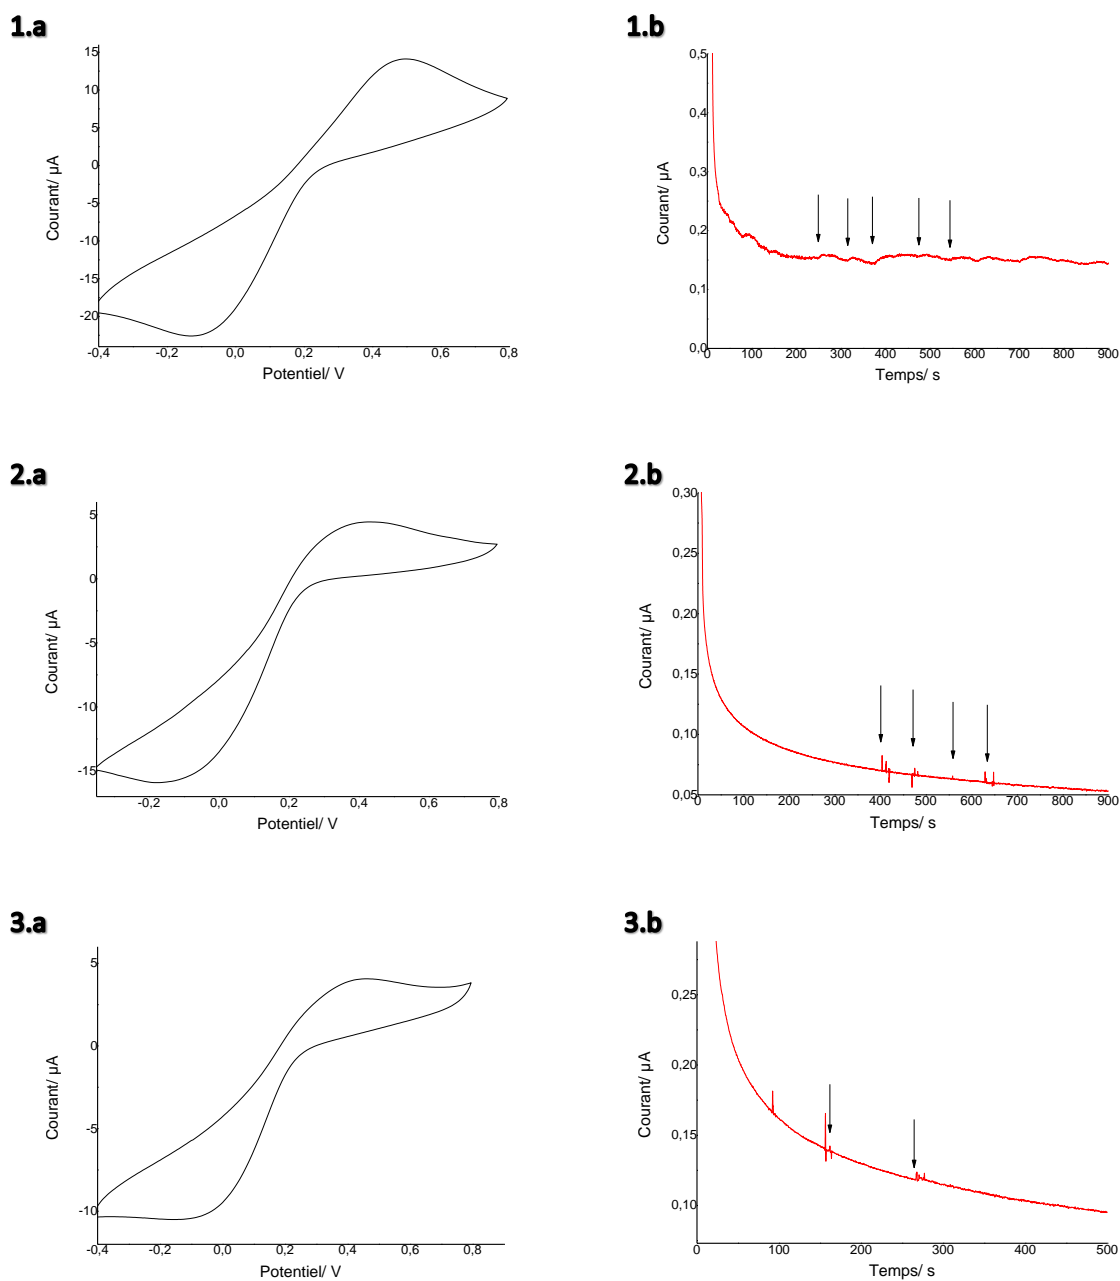 1.a
15
10
5
0
-5
-10
-15
-20
-0,4 -0,2 0,0 0,2 0,4 0,6 0,8
Courant/ µA
Potentiel/ V
1.b
0,5
0,4
0,3
0,2
0,1
0,0
0 100 200 300 400 500 600 700 800 900
Courant/ µA
Temps/ s
2.a
5
0
-5
-10
-15
-0,2 0,0 0,2 0,4 0,6 0,8
Courant/ µA
Potentiel/ V
2.b
0,30
0,25
0,20
0,15
0,10
0,05
0 100 200 300 400 500 600 700 800 900
Courant/ µA
Temps/ s
3.a
5
0
-5
-10
-0,4 -0,2 0,0 0,2 0,4 0,6 0,8
Courant/ µA
Potentiel/ V
3.b
0,25
0,20
0,15
0,10
0 100 200 300 400 500
Courant/ µA
Temps/ s